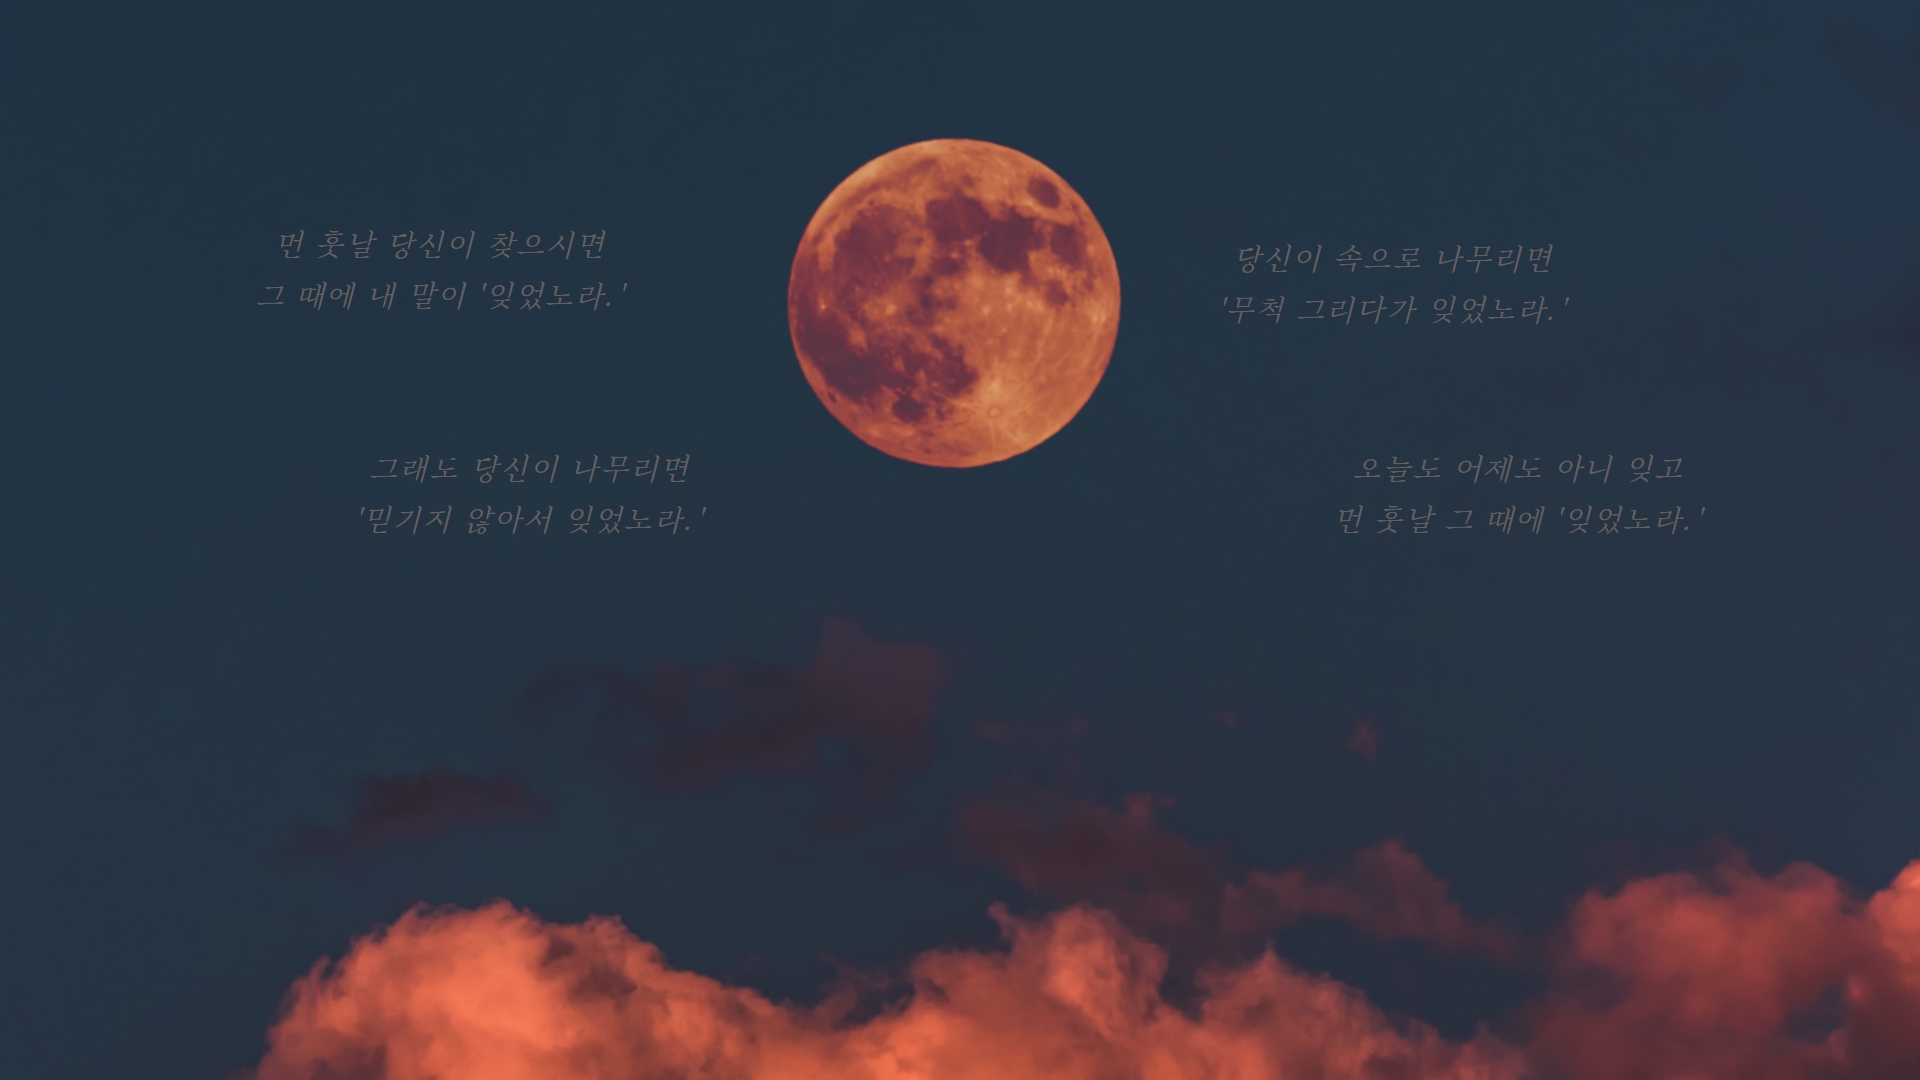 먼 훗날 당신이 찾으시면
그 때에 내 말이 '잊었노라.'
당신이 속으로 나무리면
'무척 그리다가 잊었노라.'
그래도 당신이 나무리면
'믿기지 않아서 잊었노라.'
오늘도 어제도 아니 잊고
먼 훗날 그 때에 '잊었노라.'